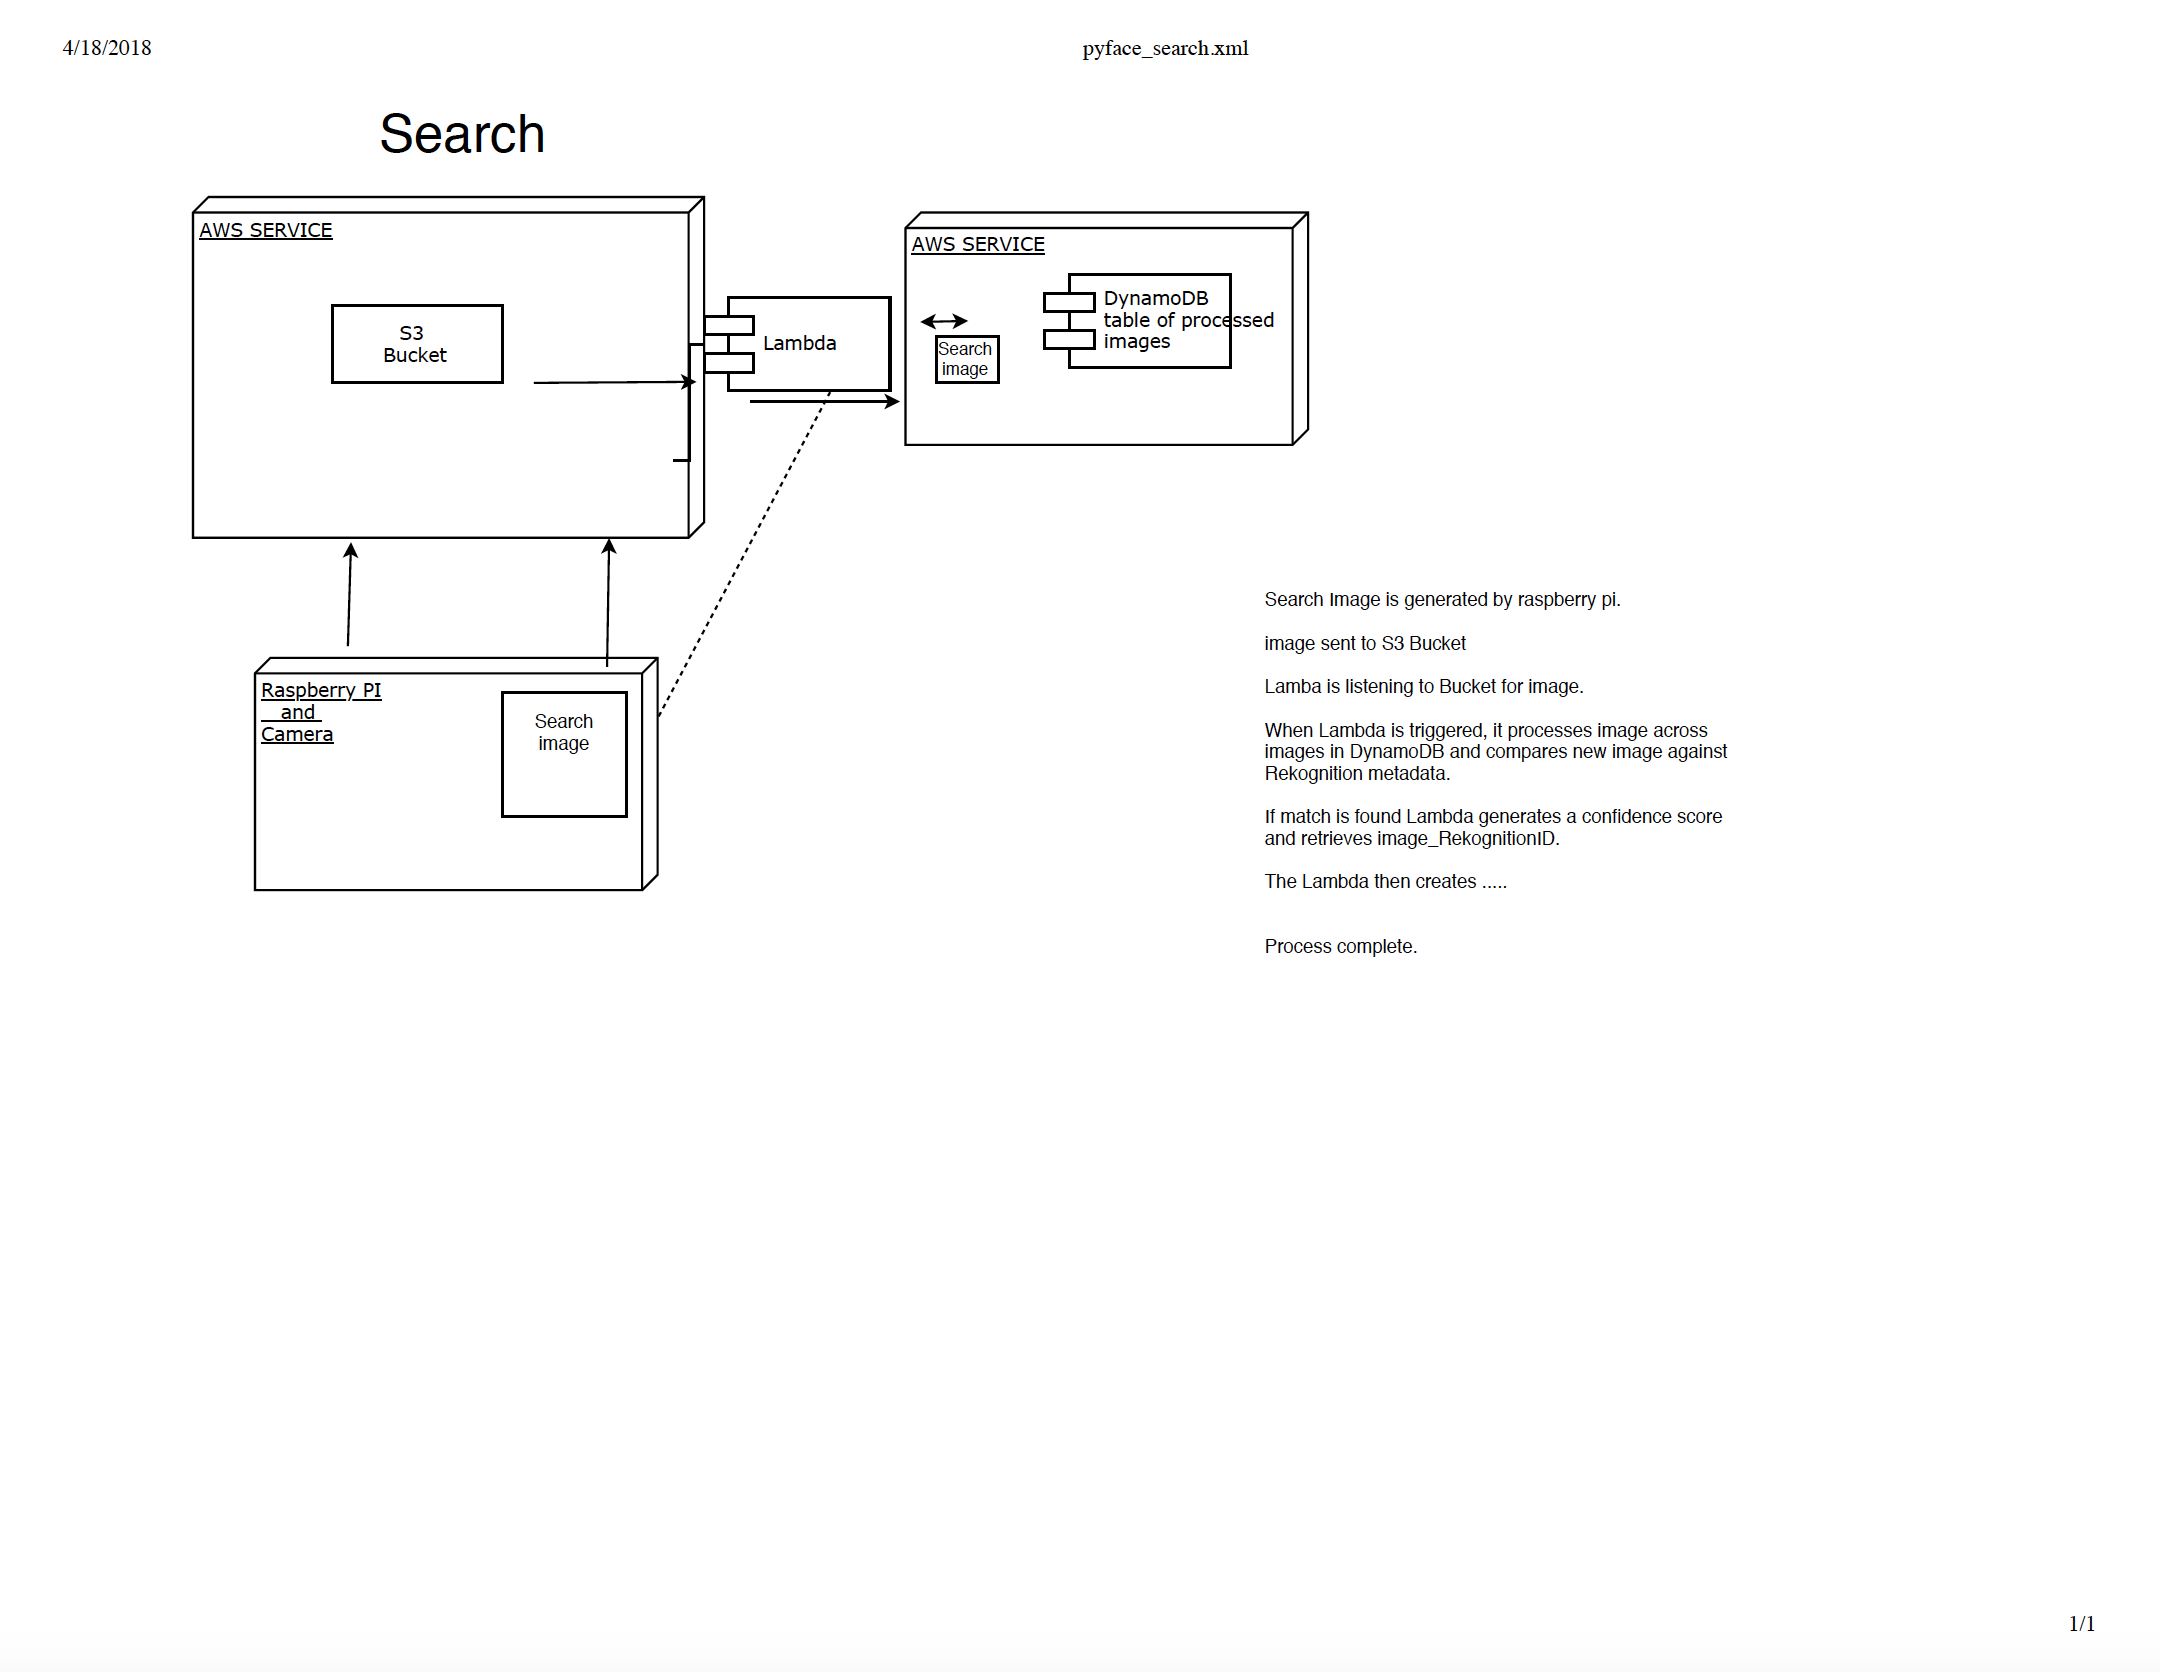 4/18/2018
pyface_search.xml
Search
AWS SERVICE
S3
Bucket
Lambda
AWS SERVICE
Search
image
DynamoDB
table of processed
images
Raspberry PI
and
Camera
Search
image
Search Image is generated by raspberry pi.
image sent to S3 Bucket
Lamba is listening to Bucket for image.
When Lambda is triggered, it processes image across
images in DynamoDB and compares new image against
Rekognition metadata.
If match is found Lambda generates a confidence score
and retrieves image_RekognitionID.
The Lambda then creates .....
Process complete.
1/1